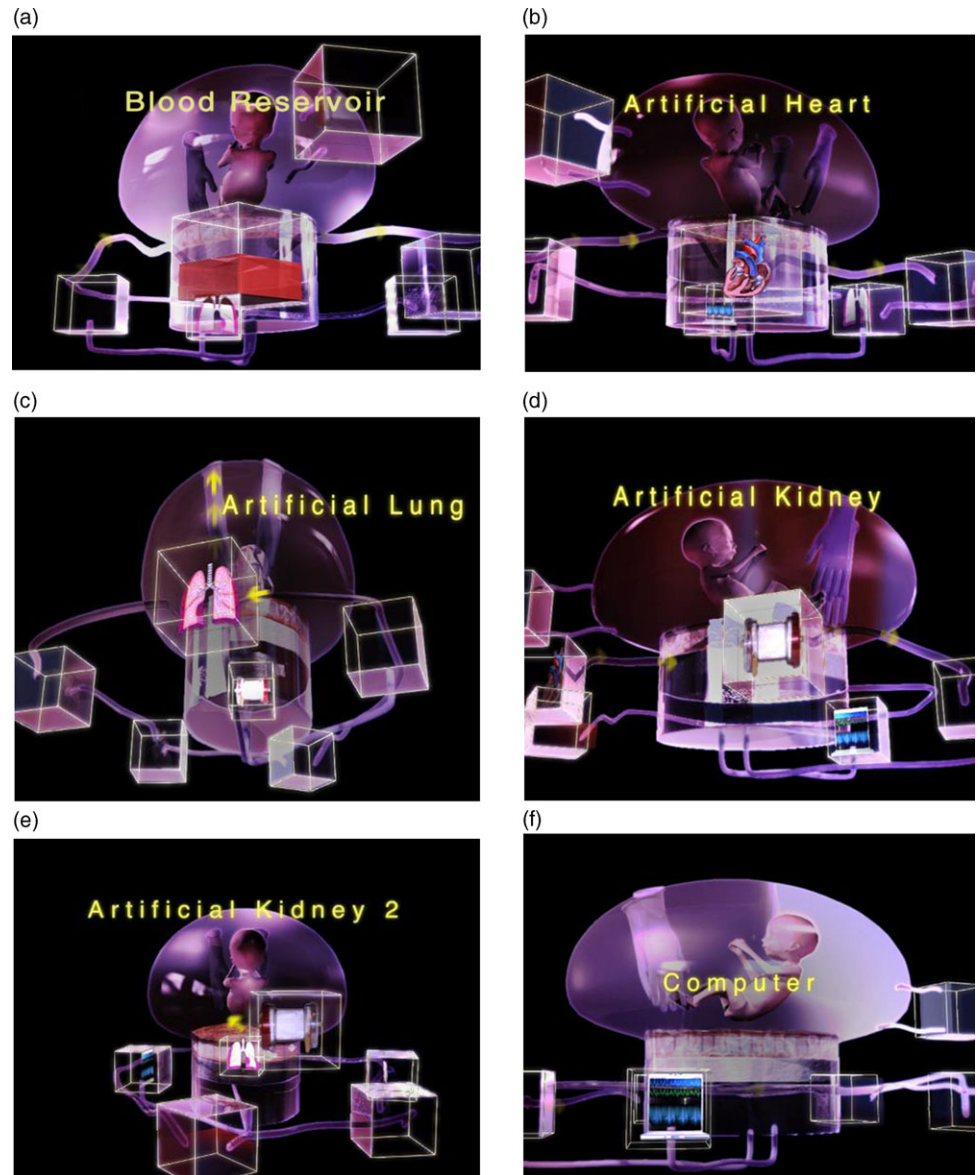 (a)
Blood Reservoir
(b)
Artificial Heart
(c)
Artificial Lung
(d)
Artificial Kidney
(e)
Artificial Kidney 2
(f)
Computer